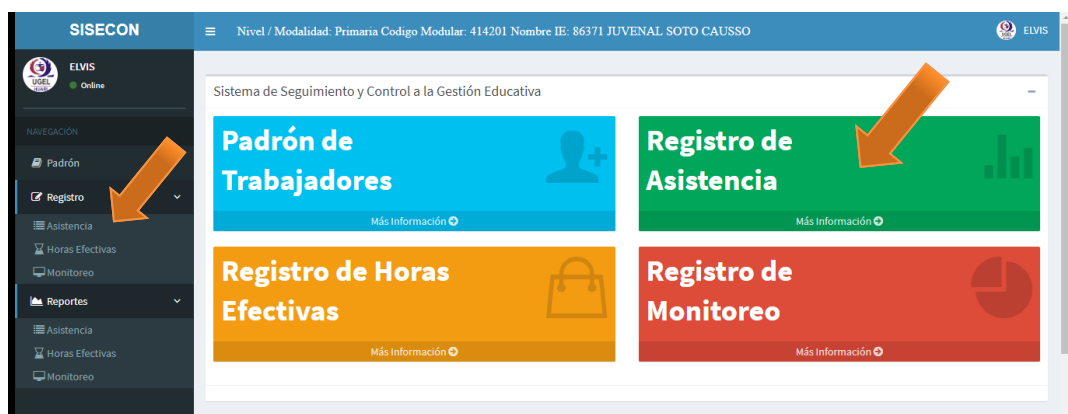 SISECON
Nivel / Modalidad: Primaria Codigo Modular: 414201 Nombre IE: 86371 JUVENAL SOTO CAUSSO
ELVIS
UGEL
ELVIS
Online
NAVEGACIÓN
Padrón
Registro
Asistencia
Horas Efectivas
Monitoreo
Reportes
Asistencia
Horas Efectivas
Monitoreo
Sistema de Seguimiento y Control a la Gestión Educativa
Padrón de
Trabajadores
Más Información
Registro de
Asistencia
Más Información
Registro de Horas
Efectivas
Más Información
Registro de
Monitoreo
Más Información